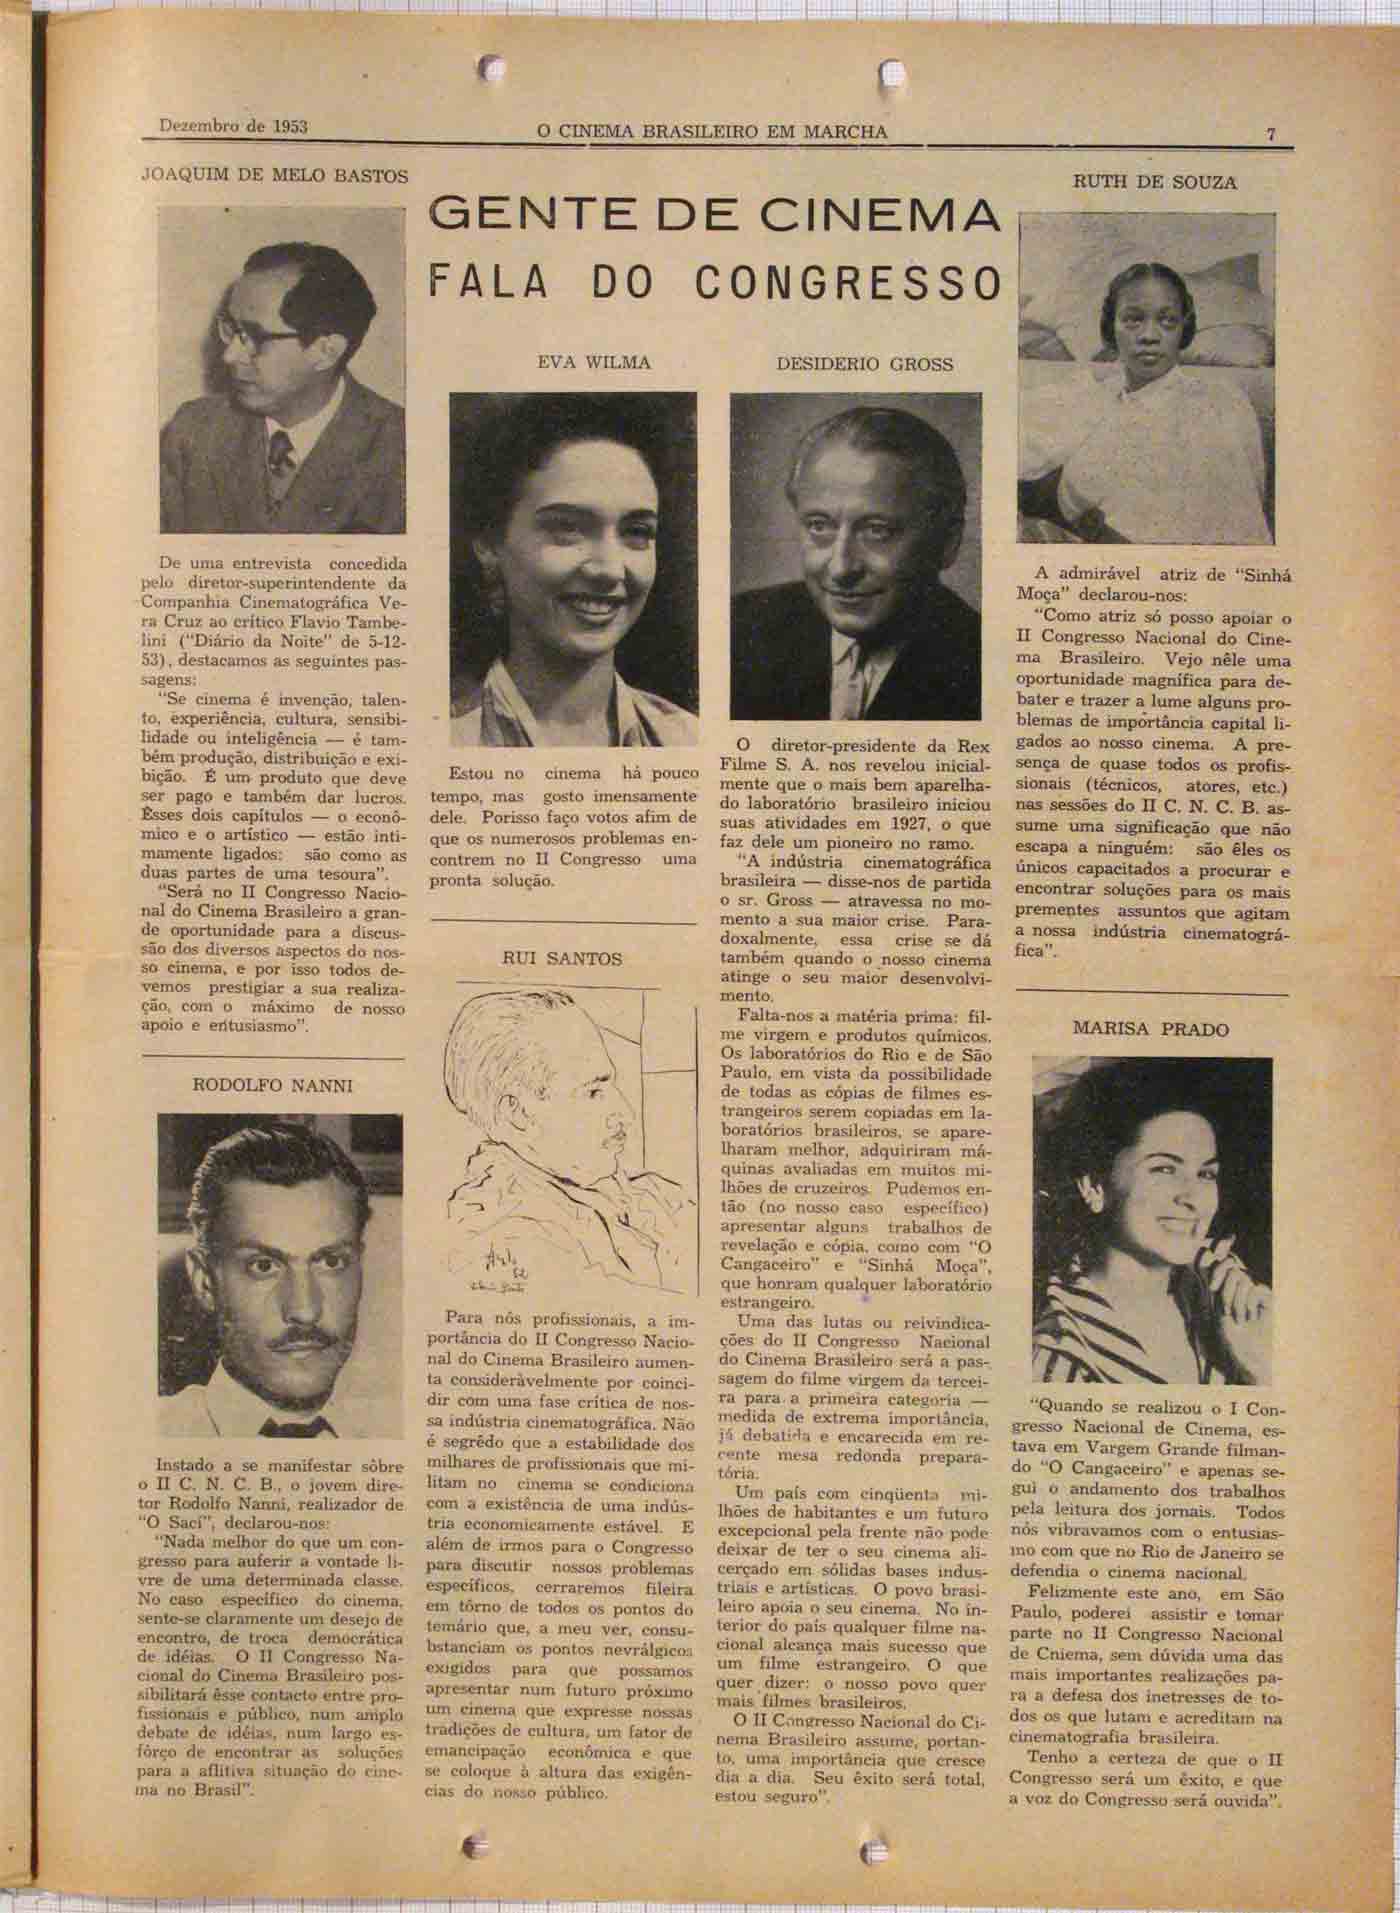 Dezembro de 1953
O CINEMA BRASILEIRO EM MARCHA
7
GENTE DE CINEMA
FALA DO CONGRESSO
JOAQUIM DE MELO BASTOS
De uma entrevista concedida
pelo diretor-superintendente da
Companhia Cinematográfica Ve-
ra Cruz ao crítico Flavio Tambe-
lini ("Diário da Noite" de 5-12-
53), destacamos as seguintes pas-
sagens:
"Se cinema é invenção, talen-
to, experiência, cultura, sensibi-
lidade ou inteligência — é tam-
bém produção, distribuição e exi-
bição. É um produto que deve
ser pago e também dar lucros.
Êsses dois capítulos — o econô-
mico e o artístico — estão inti-
mamente ligados: são como as
duas partes de uma tesoura".
"Será no II Congresso Nacio-
nal do Cinema Brasileiro a gran-
de oportunidade para a discus-
são dos diversos aspectos do nos-
so cinema, e por isso todos de-
vemos prestigiar a sua realiza-
ção, com o máximo de nosso
apoio e entusiasmo".
RODOLFO NANNI
Instado a se manifestar sôbre
o II C. N. C. B., o jovem dire-
tor Rodolfo Nanni, realizador de
"O Sací", declarou-nos:
"Nada melhor do que um con-
gresso para auferir a vontade li-
vre de uma determinada classe.
No caso específico do cinema,
sente-se claramente um desejo de
encontro, de troca democrática
de idéias. O II Congresso Na-
cional do Cinema Brasileiro pos-
sibilitará êsse contacto entre pro-
fissionais e público, num amplo
debate de idéias, num largo es-
fôrço de encontrar as soluções
para a aflitiva situação do cine-
ma no Brasil".
EVA WILMA
Estou no cinema há pouco
tempo, mas gosto imensamente
dele. Porisso faço votos afim de
que os numerosos problemas en-
contrem no II Congresso uma
pronta solução.
RUI SANTOS
52
Para nós profissionais, a im-
portância do II Congresso Nacio-
nal do Cinema Brasileiro aumen-
ta consideràvelmente por coinci-
dir com uma fase crítica de nos-
sa indústria cinematográfica. Não
é segrêdo que a estabilidade dos
milhares de profissionais que mi-
litam no cinema se condiciona
com a existência de uma indús-
tria economicamente estável. E
além de irmos para o Congresso
para discutir nossos problemas
específicos, cerraremos fileira
em tôrno de todos os pontos do
temário que, a meu ver, consu-
bstanciam os pontos nevrálgicos
exigidos para que possamos
apresentar num futuro próximo
um cinema que expresse nossas
tradições de cultura, um fator de
emancipação econômica e que
se coloque à altura das exigên-
cias do nosso público.
DESIDERIO GROSS
O diretor-presidente da Rex
Filme S. A. nos revelou inicial-
mente que o mais bem aparelha-
do laboratório brasileiro iniciou
suas atividades em 1927, o que
faz dele um pioneiro no ramo.
"A indústria cinematográfica
brasileira — disse-nos de partida
o sr. Gross — atravessa no mo-
mento a sua maior crise. Para-
doxalmente, essa crise se dá
também quando o nosso cinema
atinge o seu maior desenvolvi-
mento.
Falta-nos a matéria prima: fil-
me virgem e produtos químicos.
Os laboratórios do Rio e de São
Paulo, em vista da possibilidade
de todas as cópias de filmes es-
trangeiros serem copiadas em la-
boratórios brasileiros, se apare-
lharam melhor, adquiriram má-
quinas avaliadas em muitos mi-
lhões de cruzeiros. Pudemos en-
tão (no nosso caso específico)
apresentar alguns trabalhos de
revelação e cópia, como com "O
Cangaceiro" e "Sinhá Moça",
que honram qualquer laboratório
estrangeiro.
Uma das lutas ou reivindica-
ções do II Congresso Nacional
do Cinema Brasileiro será a pas-
sagem do filme virgem da tercei-
ra para a primeira categoria —
medida de extrema importância,
já debatida e encarecida em re-
cente mesa redonda prepara-
tória.
Um país com cinqüenta mi-
lhões de habitantes e um futuro
excepcional pela frente não pode
deixar de ter o seu cinema ali-
cerçado em sólidas bases indus-
triais e artísticas. O povo brasi-
leiro apoia o seu cinema. No in-
terior do país qualquer filme na-
cional alcança mais sucesso que
um filme estrangeiro. O que
quer dizer: o nosso povo quer
mais filmes brasileiros.
O II Congresso Nacional do Ci-
nema Brasileiro assume, portan-
to, uma importância que cresce
dia a dia. Seu êxito será total,
estou seguro".
RUTH DE SOUZA
A admirável atriz de "Sinhá
Moça" declarou-nos:
"Como atriz só posso apoiar o
II Congresso Nacional do Cine-
ma Brasileiro. Vejo nêle uma
oportunidade magnífica para de-
bater e trazer a lume alguns pro-
blemas de importância capital li-
gados ao nosso cinema. A pre-
sença de quase todos os profis-
sionais (técnicos, atores, etc.)
nas sessões do II C. N. C. B. as-
sume uma significação que não
escapa a ninguém: são êles os
únicos capacitados a procurar e
encontrar soluções para os mais
prementes assuntos que agitam
a nossa indústria cinematográ-
fica".
MARISA PRADO
"Quando se realizou o I Con-
gresso Nacional de Cinema, es-
tava em Vargem Grande filman-
do "O Cangaceiro" e apenas se-
gui o andamento dos trabalhos
pela leitura dos jornais. Todos
nós vibravamos com o entusias-
mo com que no Rio de Janeiro se
defendia o cinema nacional.
Felizmente este ano, em São
Paulo, poderei assistir e tomar
parte no II Congresso Nacional
de Cniema, sem dúvida uma das
mais importantes realizações pa-
ra a defesa dos inetresses de to-
dos os que lutam e acreditam na
cinematografia brasileira.
Tenho a certeza de que o II
Congresso será um êxito, e que
a voz do Congresso será ouvida".